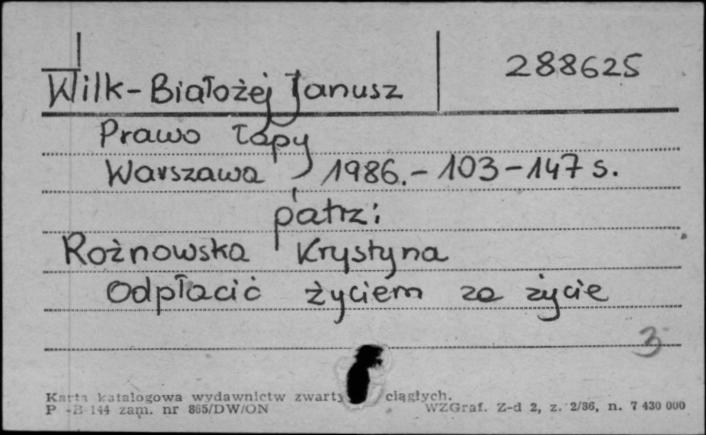 Wilk-Białożej Janusz
288625
Prawo łapy
Warszawa 1986.-103-147 s.
patrz:
Rożnowska Krystyna
Odpłacić życiem za życie
3
Karta katalogowa wydawnictw zwarty ciągłych.
P -B 144 zam. nr 865/DW/ON WZGraf. Z-d 2, z. 2/86, n. 7 430 000